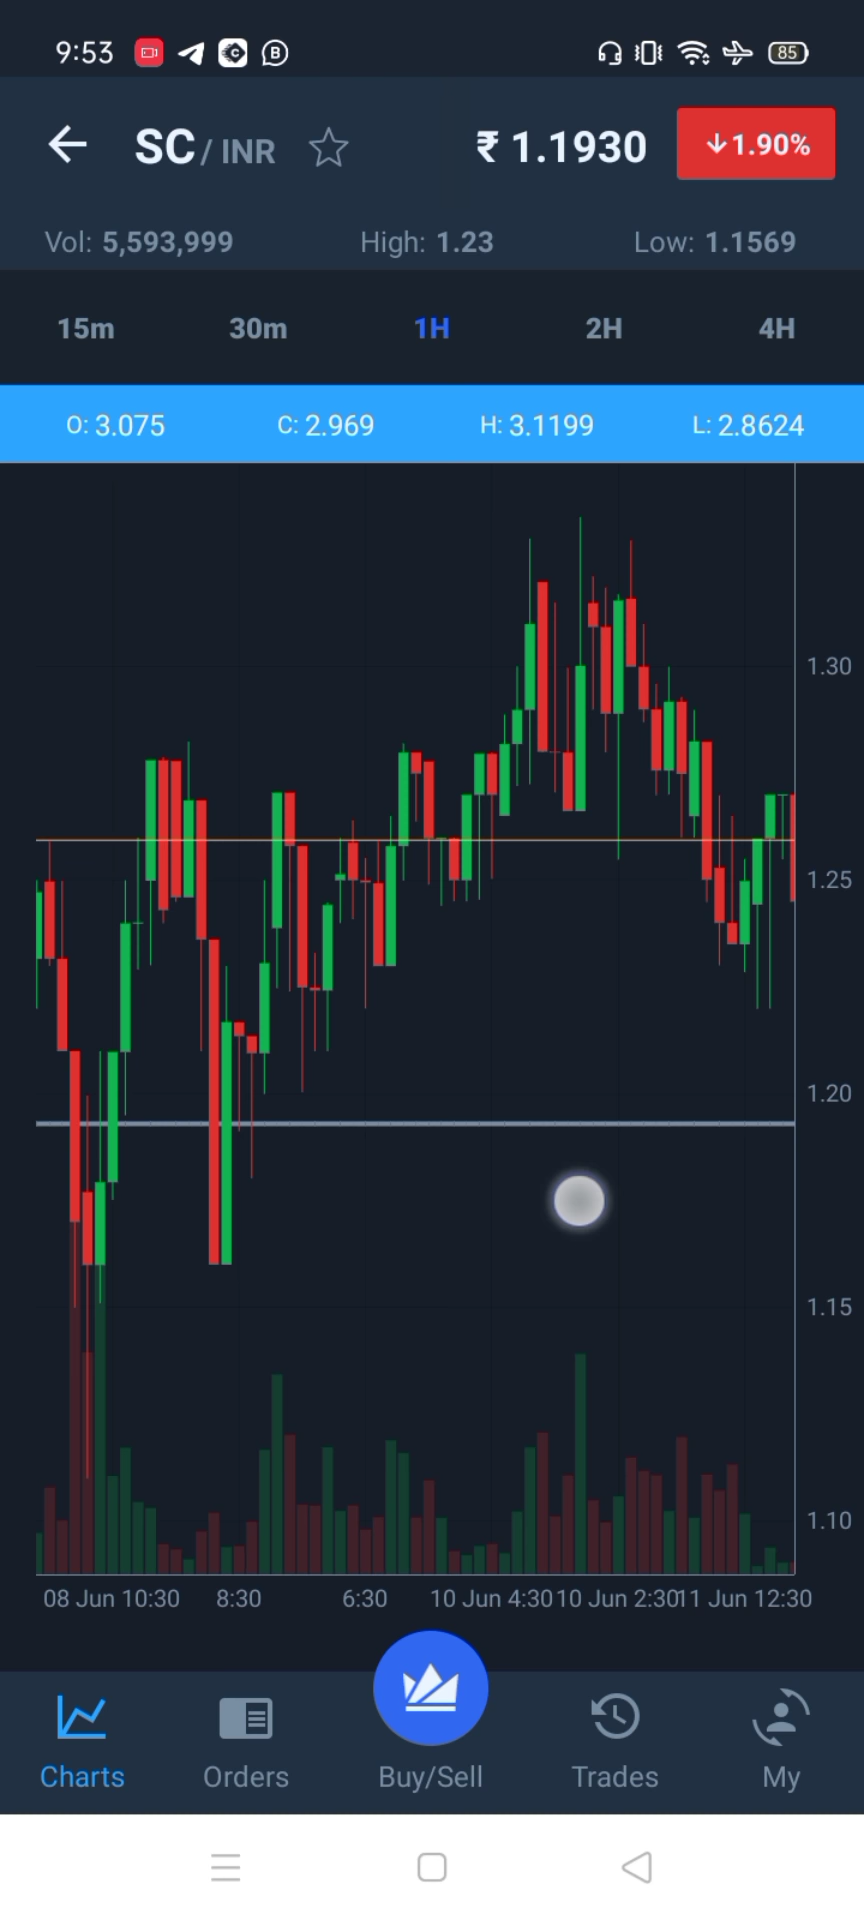 9:53 85
SC / INR ₹ 1.1930 ↓1.90%
Vol: 5,593,999 High: 1.23 Low: 1.1569
15m 30m 1H 2H 4H
O: 3.075 C: 2.969 H: 3.1199 L: 2.8624
1.30
1.25
1.20
1.15
1.10
08 Jun 10:30 8:30 6:30 10 Jun 4:30 10 Jun 2:30 11 Jun 12:30
Charts Orders Buy/Sell Trades My